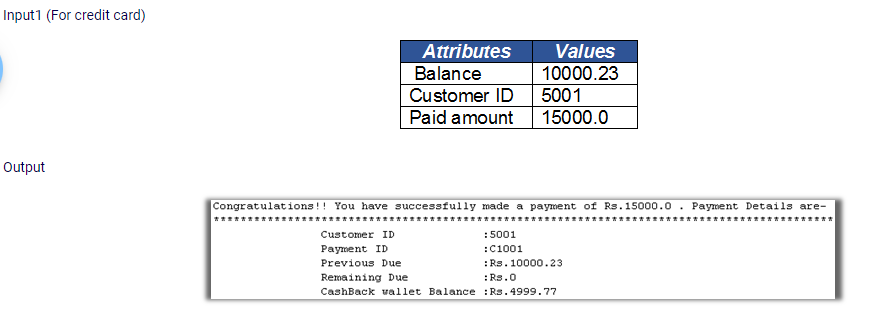 Input1 (For credit card)
Attributes Values
Balance 10000.23
Customer ID 5001
Paid amount 15000.0
Output
Congratulations!! You have successfully made a payment of Rs.15000.0 . Payment Details are-
********************************************************************************************
Customer ID :5001
Payment ID :C1001
Previous Due :Rs.10000.23
Remaining Due :Rs.0
CashBack wallet Balance :Rs.4999.77